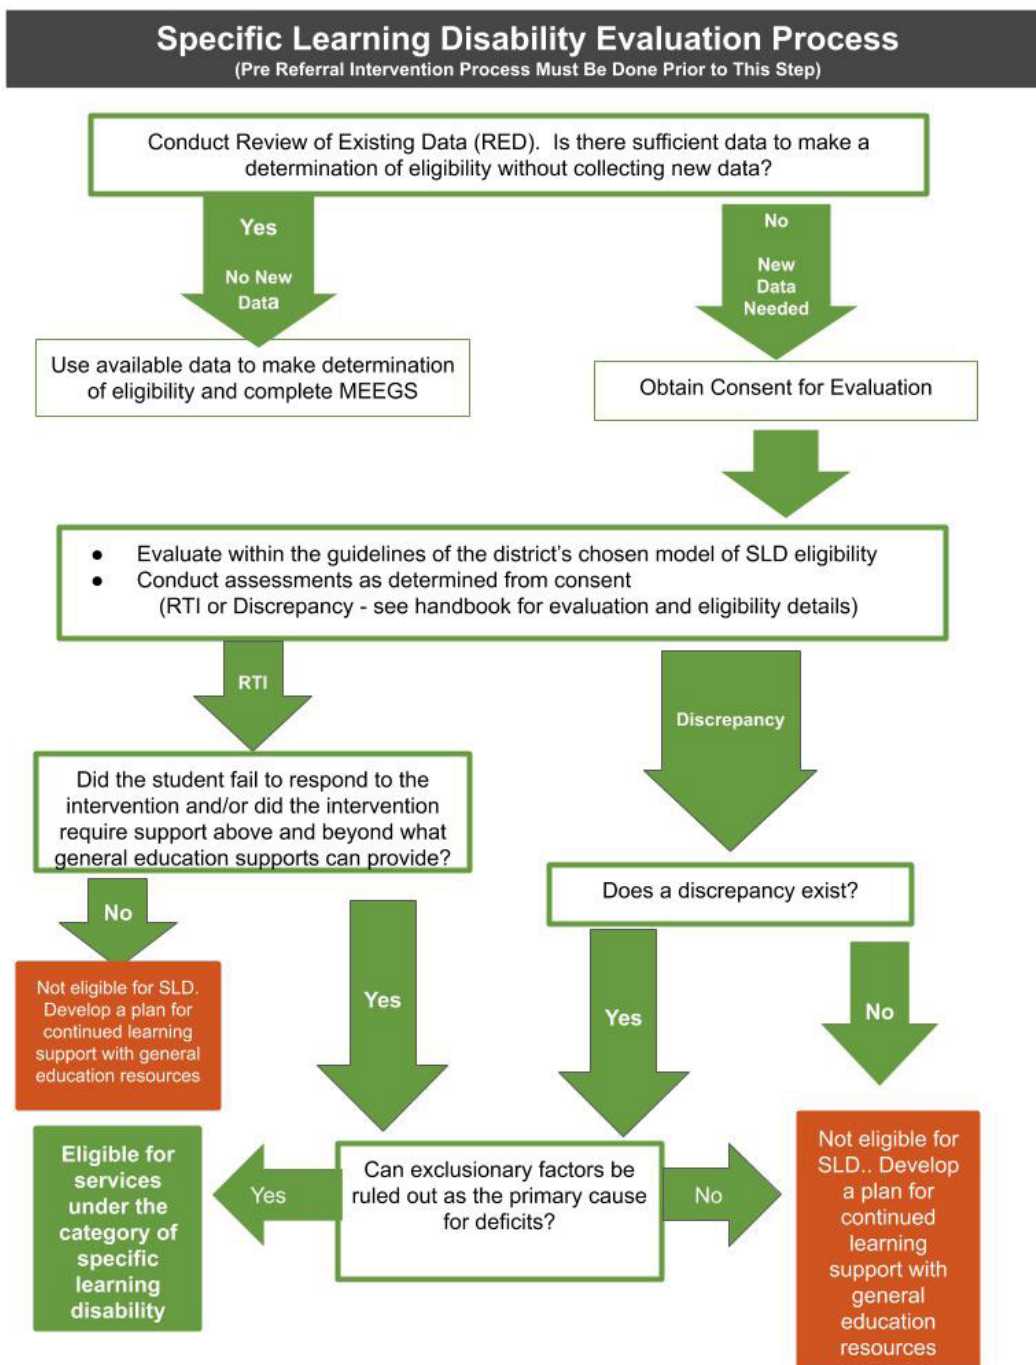 Specific Learning Disability Evaluation Process
(Pre Referral Intervention Process Must Be Done Prior to This Step)
Conduct Review of Existing Data (RED).  Is there sufficient data to make a
determination of eligibility without collecting new data?
Yes
No New
Data
No
New
Data
Needed
Use available data to make determination
of eligibility and complete MEEGS
Obtain Consent for Evaluation
● Evaluate within the guidelines of the district's chosen model of SLD eligibility
● Conduct assessments as determined from consent
(RTI or Discrepancy - see handbook for evaluation and eligibility details)
RTI
Discrepancy
Did the student fail to respond to the
intervention and/or did the intervention
require support above and beyond what
general education supports can provide?
Does a discrepancy exist?
No
Yes
Yes
No
Not eligible for SLD.
Develop a plan for
continued learning
support with general
education resources
Eligible for
services
under the
category of
specific
learning
disability
Yes
Can exclusionary factors be
ruled out as the primary cause
for deficits?
No
Not eligible for
SLD.. Develop
a plan for
continued
learning
support with
general
education
resources